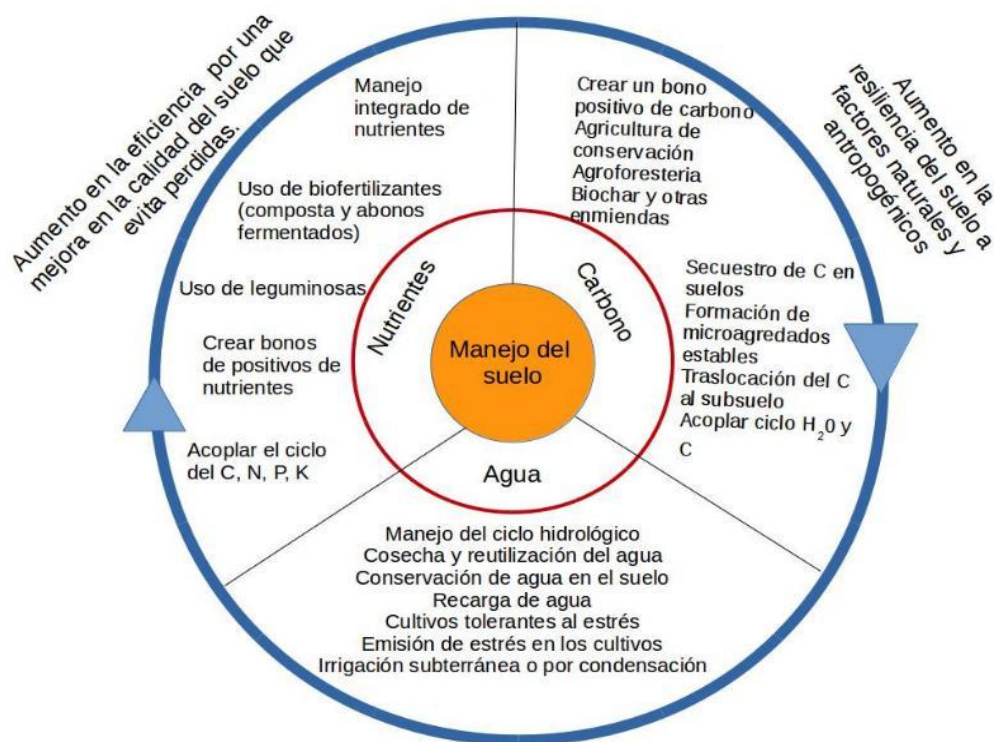 Aumento en la eficiencia por una
mejora en la calidad del suelo que
evita perdidas.
Manejo
integrado de
nutrientes
Uso de biofertilizantes
(composta y abonos
fermentados)
Uso de leguminosas
Crear bonos
de positivos de
nutrientes
Acoplar el ciclo
del C, N, P, K
Nutrientes
Crear un bono
positivo de carbono
Agricultura de
conservación
Agroforesteria
Biochar y otras
enmiendas
Carbono
Secuestro de C en
suelos
Formación de
microagredados
estables
Traslocación del C
al subsuelo
Acoplar ciclo H₂0 y
C
Aumento en la
resiliencia del suelo a
factores naturales y
antropogénicos
Manejo del
suelo
Agua
Manejo del ciclo hidrológico
Cosecha y reutilización del agua
Conservación de agua en el suelo
Recarga de agua
Cultivos tolerantes al estrés
Emisión de estrés en los cultivos
Irrigación subterránea o por condensación